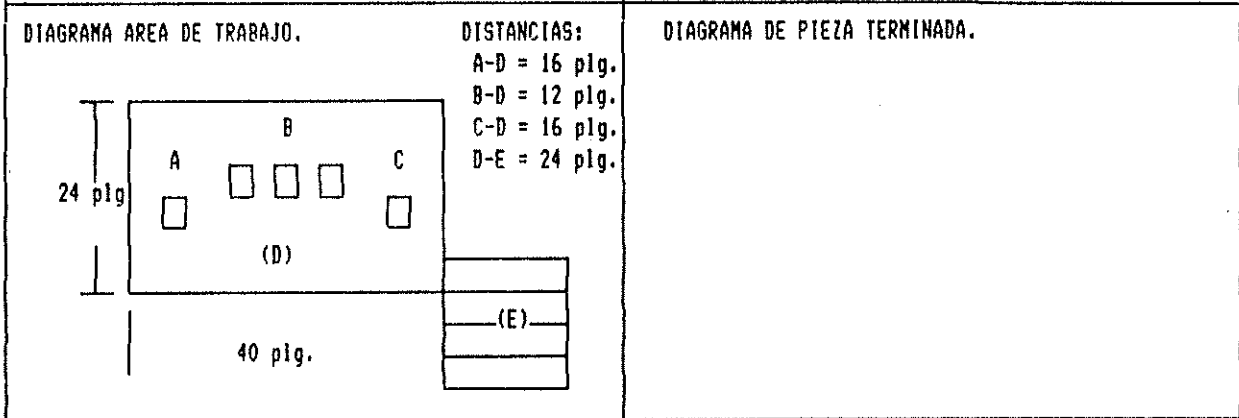 DIAGRAMA AREA DE TRABAJO.
DISTANCIAS:
A-D = 16 plg.
B-D = 12 plg.
C-D = 16 plg.
D-E = 24 plg.
B
A
C
24 plg
(D)
(E)
40 plg.
DIAGRAMA DE PIEZA TERMINADA.